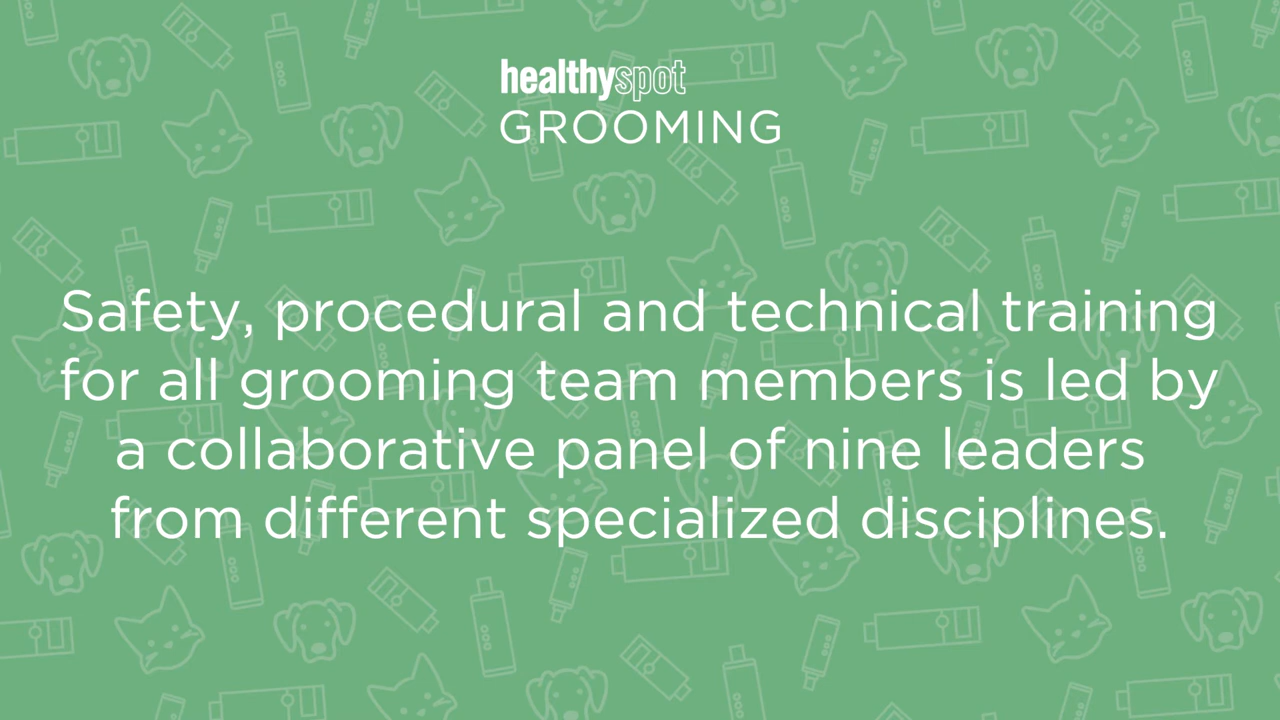 healthyspot
GROOMING
Safety, procedural and technical training
for all grooming team members is led by
a collaborative panel of nine leaders
from different specialized disciplines.